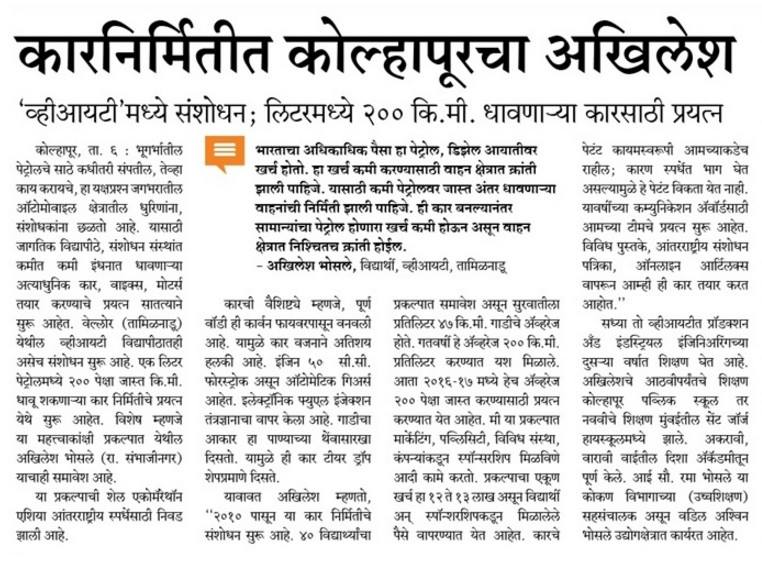 कारनिर्मितीत कोल्हापूरचा अखिलेश
'व्हीआयटी'मध्ये संशोधन; लिटरमध्ये २०० कि.मी. धावणाऱ्या कारसाठी प्रयत्न
कोल्हापूर, ता. ६ : भूगर्भातील
पेट्रोलचे साठे कधीतरी संपतील, तेव्हा
काय करायचे, हा यक्षप्रश्न जगभरातील
ऑटोमोवाइल क्षेत्रातील धुरिणांना,
संशोधकांना छळतो आहे. यासाठी
जागतिक विद्यापीठे, संशोधन संस्थांत
कमीत कमी इंधनात धावणाऱ्या
अत्याधुनिक कार, वाइक्स, मोटर्स
तयार करण्याचे प्रयत्न सातत्याने
सुरू आहेत. वेल्लोर (तामिळनाडू)
येथील व्हीआयटी विद्यापीठातही
असेच संशोधन सुरू आहे. एक लिटर
पेट्रोलमध्ये २०० पेक्षा जास्त कि.मी.
धावू शकणाऱ्या कार निर्मितीचे प्रयत्न
येथे सुरू आहेत. विशेष म्हणजे
या महत्त्वाकांक्षी प्रकल्पात येथील
अखिलेश भोसले (रा. संभाजीनगर)
याचाही समावेश आहे.
या प्रकल्पाची शेल एकोमॅरेथॉन
एशिया आंतरराष्ट्रीय स्पर्धेसाठी निवड
झाली आहे.
भारताचा अधिकाधिक पैसा हा पेट्रोल, डिझेल आयातीवर
खर्च होतो. हा खर्च कमी करण्यासाठी वाहन क्षेत्रात क्रांती
झाली पाहिजे. यासाठी कमी पेट्रोलवर जास्त अंतर धावणाऱ्या
वाहनांची निर्मिती झाली पाहिजे. ही कार बनल्यानंतर
सामान्यांचा पेट्रोल होणारा खर्च कमी होऊन असून वाहन
क्षेत्रात निश्चितच क्रांती होईल.
- अखिलेश भोसले, विद्यार्थी, व्हीआयटी, तामिळनाडू
कारची वैशिष्ट्ये म्हणजे, पूर्ण
वॉडी ही कार्वन फायवरपासून बनवली
आहे. यामुळे कार वजनाने अतिशय
हलकी आहे. इंजिन ५० सी.सी.
फोरस्ट्रोक असून ऑटोमेटिक गिअर्स
आहेत. इलेक्ट्रॉनिक फ्युएल इंजेक्शन
तंत्रज्ञानाचा वापर केला आहे. गाडीचा
आकार हा पाण्याच्या थेंवासारखा
दिसतो. यामुळे ही कार टीयर ड्रॉप
शेपप्रमाणे दिसते.
यावावत अखिलेश म्हणतो,
''२०१० पासून या कार निर्मितीचे
संशोधन सुरू आहे. ४० विद्यार्थ्यांचा
प्रकल्पात समावेश असून सुरवातीला
प्रतिलिटर ४७ कि.मी. गाडीचे ॲव्हरेज
होते. गतवर्षी हे ॲव्हरेज २०० कि.मी.
प्रतिलिटर करण्यात यश मिळाले.
आता २०१६-१७ मध्ये हेच ॲव्हरेज
२०० पेक्षा जास्त करण्यासाठी प्रयत्न
करण्यात येत आहेत. मी या प्रकल्पात
मार्केटिंग, पव्लिसिटी, विविध संस्था,
कंपन्यांकडून स्पॉन्सरशिप मिळविणे
आदी कामे करतो. प्रकल्पाचा एकूण
खर्च हा १२ ते १३ लाख असून विद्यार्थी
अन् स्पॉन्शरशिपकडून मिळालेले
पैसे वापरण्यात येत आहेत. कारचे
पेटंट कायमस्वरूपी आमच्याकडेच
राहील; कारण स्पर्धेत भाग घेत
असल्यामुळे हे पेटंट विकता येत नाही.
यावर्षीच्या कम्युनिकेशन ॲवॉर्डसाठी
आमच्या टीमचे प्रयत्न सुरू आहेत.
विविध पुस्तके, आंतरराष्ट्रीय संशोधन
पत्रिका, ऑनलाइन आर्टिलक्स
वापरून आम्ही ही कार तयार करत
आहोत.''
सध्या तो व्हीआयटीत प्रॉडक्शन
अँड इंडस्ट्रियल इंजिनिअरिंगच्या
दुसऱ्या वर्षात शिक्षण घेत आहे.
अखिलेशचे आठवीपर्यंतचे शिक्षण
कोल्हापूर पव्लिक स्कूल तर
नववीचे शिक्षण मुंबईतील सेंट जॉर्ज
हायस्कूलमध्ये झाले. अकरावी,
वारावी वाईतील दिशा अॅकॅडमीतून
पूर्ण केले. आई सौ. रमा भोसले या
कोकण विभागाच्या (उच्चशिक्षण)
सहसंचालक असून वडिल अश्विन
भोसले उद्योगक्षेत्रात कार्यरत आहेत.